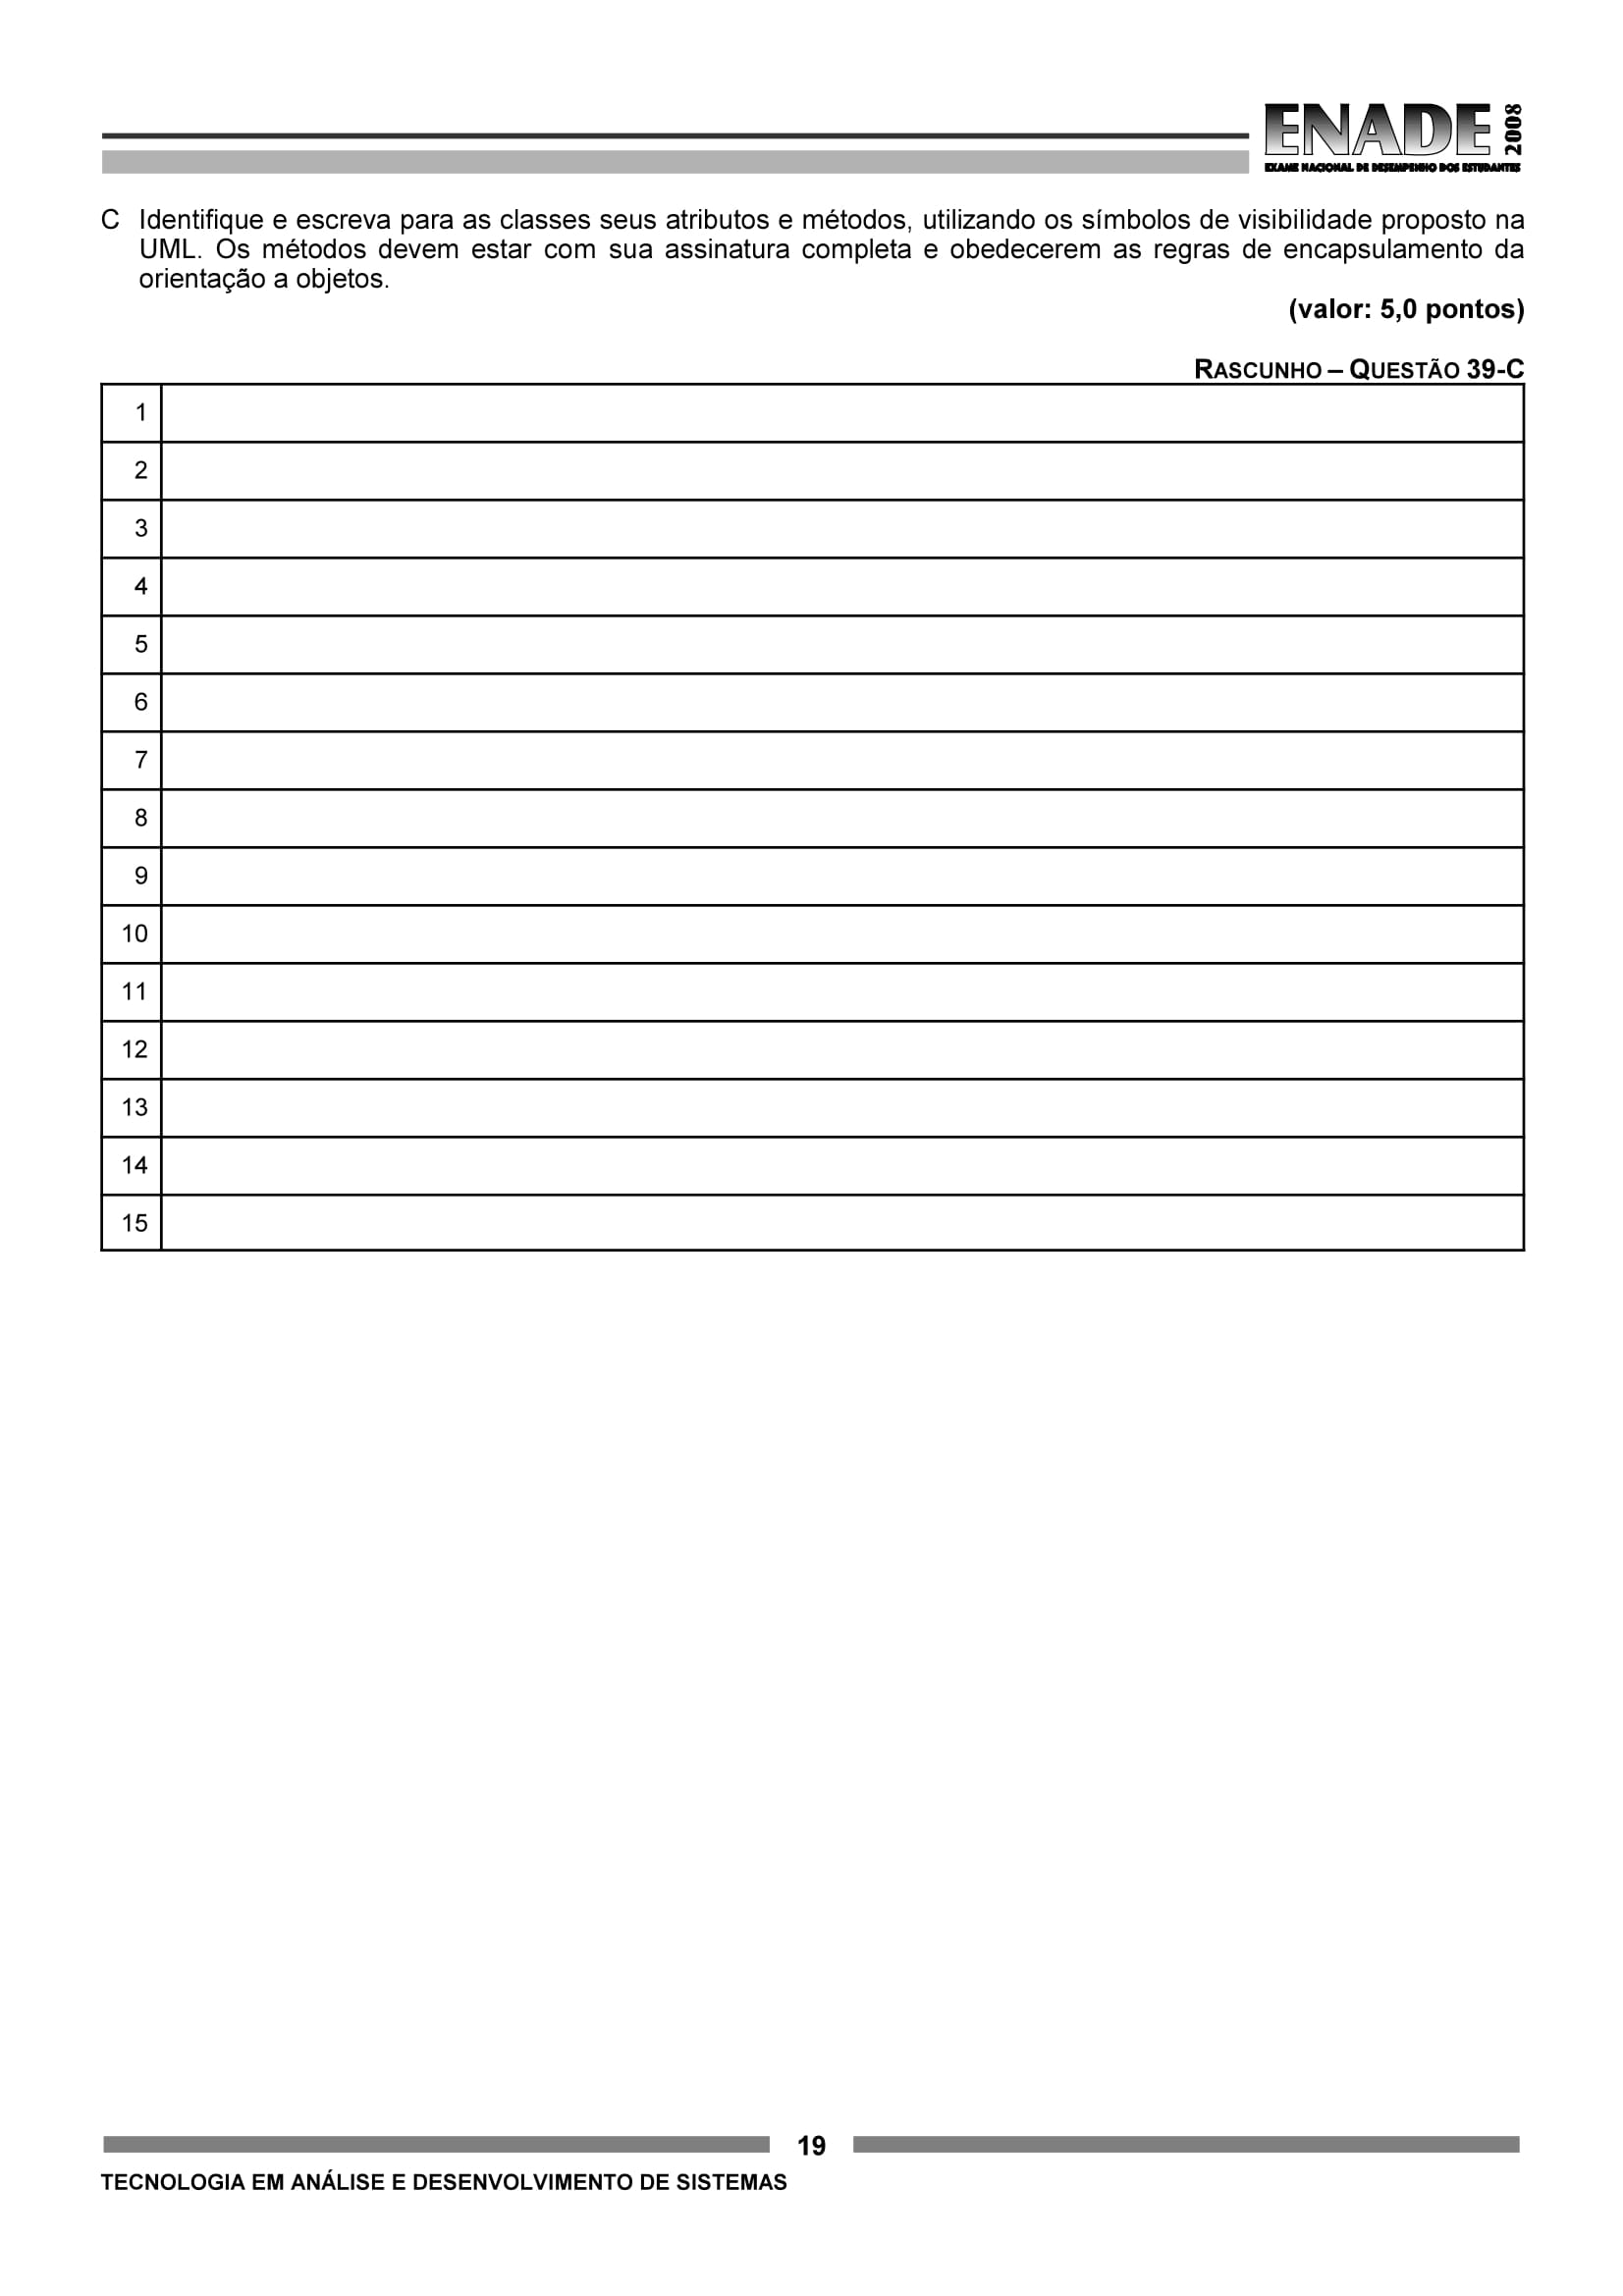 ENADE 2008
EXAME NACIONAL DE DESEMPENHO DOS ESTUDANTES
C Identifique e escreva para as classes seus atributos e métodos, utilizando os símbolos de visibilidade proposto na
UML. Os métodos devem estar com sua assinatura completa e obedecerem as regras de encapsulamento da
orientação a objetos.
(valor: 5,0 pontos)
RASCUNHO – QUESTÃO 39-C
1
2
3
4
5
6
7
8
9
10
11
12
13
14
15
19
TECNOLOGIA EM ANÁLISE E DESENVOLVIMENTO DE SISTEMAS